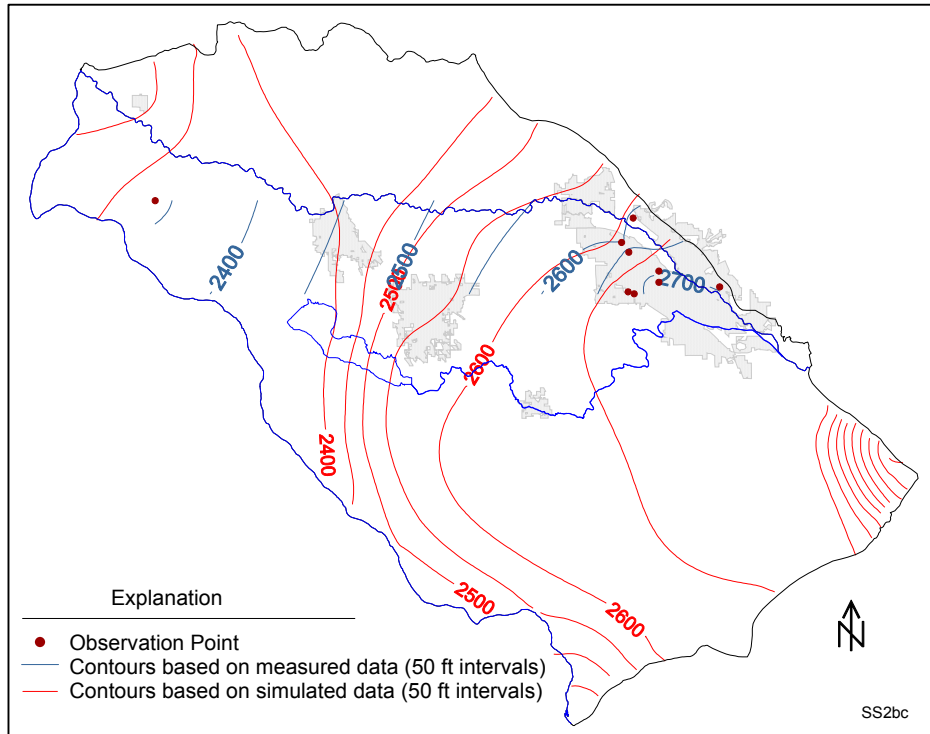 2600
2700
2400
2500
2500
2600
2400
2500
2600
Explanation
Observation Point
Contours based on measured data (50 ft intervals)
Contours based on simulated data (50 ft intervals)
N
SS2bc